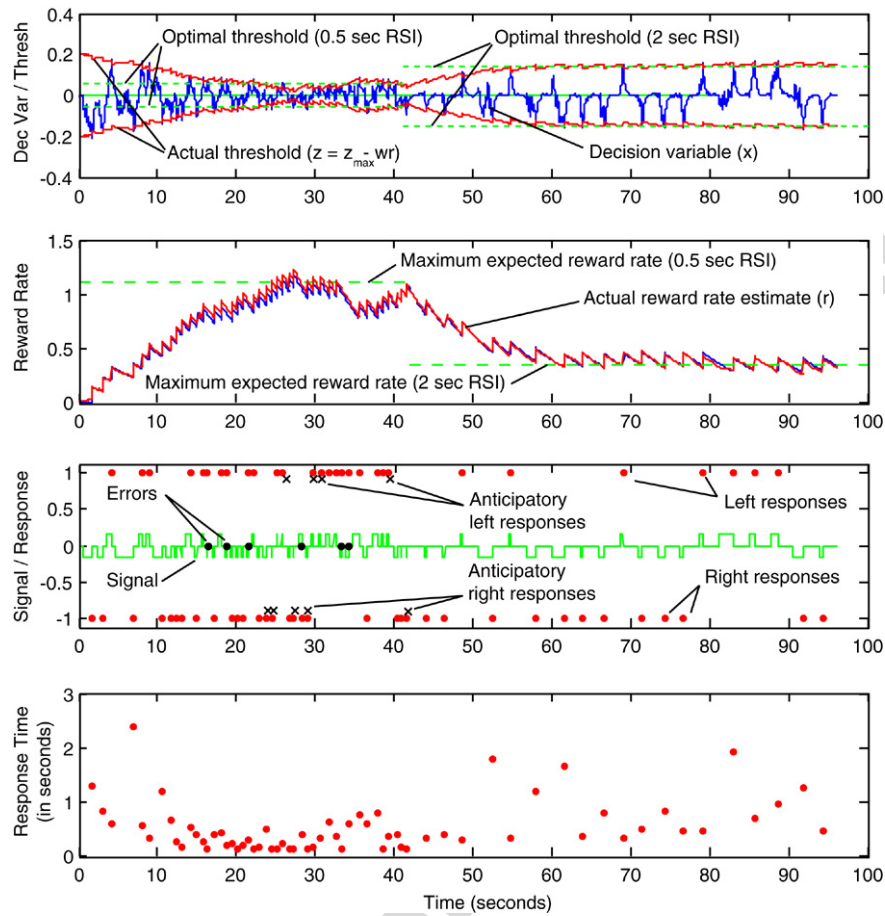 Dec Var / Thresh
0.4
0.2
0
-0.2
-0.4
Optimal threshold (0.5 sec RSI)
Optimal threshold (2 sec RSI)
Actual threshold (z = z_max-wr)
Decision variable (x)
0 10 20 30 40 50 60 70 80 90 100
Reward Rate
1.5
1
0.5
0
Maximum expected reward rate (0.5 sec RSI)
Actual reward rate estimate (r)
Maximum expected reward rate (2 sec RSI)
0 10 20 30 40 50 60 70 80 90 100
Signal / Response
1
0.5
0
-0.5
-1
Errors
Anticipatory
left responses
Left responses
Signal
Anticipatory
right responses
Right responses
0 10 20 30 40 50 60 70 80 90 100
Response Time
(in seconds)
3
2
1
0
0 10 20 30 40 50 60 70 80 90 100
Time (seconds)